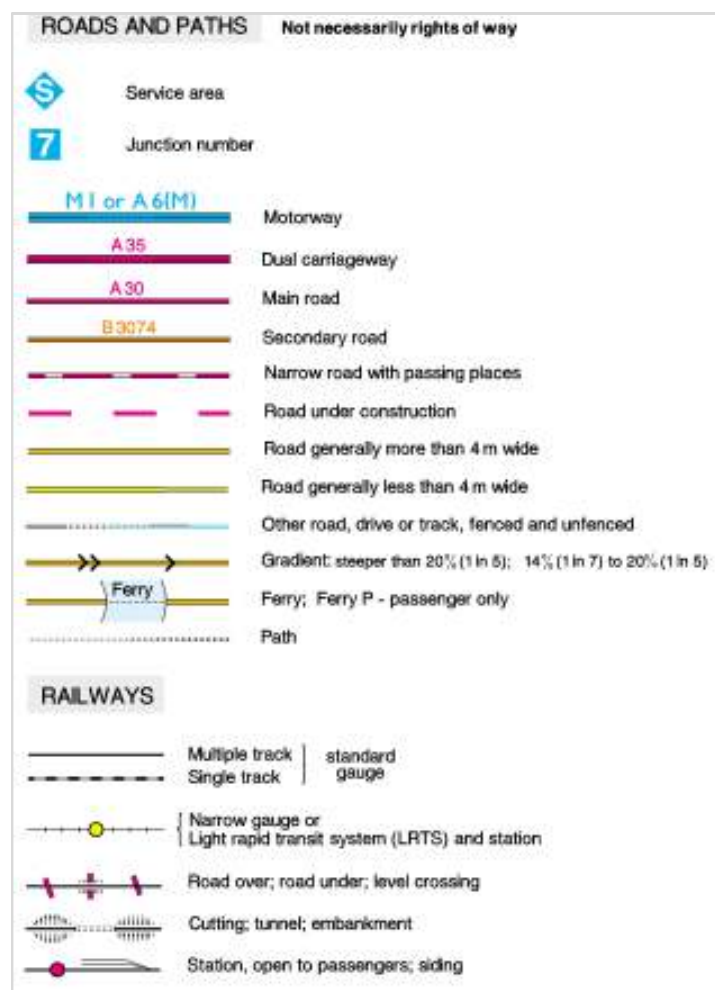 ROADS AND PATHS Not necessarily rights of way
S Service area
7 Junction number
M1 or A6(M)
Motorway
A35
Dual carriageway
A30
Main road
B3074
Secondary road
Narrow road with passing places
Road under construction
Road generally more than 4 m wide
Road generally less than 4 m wide
Other road, drive or track, fenced and unfenced
Gradient: steeper than 20% (1 in 5); 14% (1 in 7) to 20% (1 in 5)
Ferry
Ferry; Ferry P - passenger only
Path
RAILWAYS
Multiple track
Single track
standard
gauge
Narrow gauge or
Light rapid transit system (LRTS) and station
Road over; road under; level crossing
Cutting; tunnel; embankment
Station, open to passengers; siding